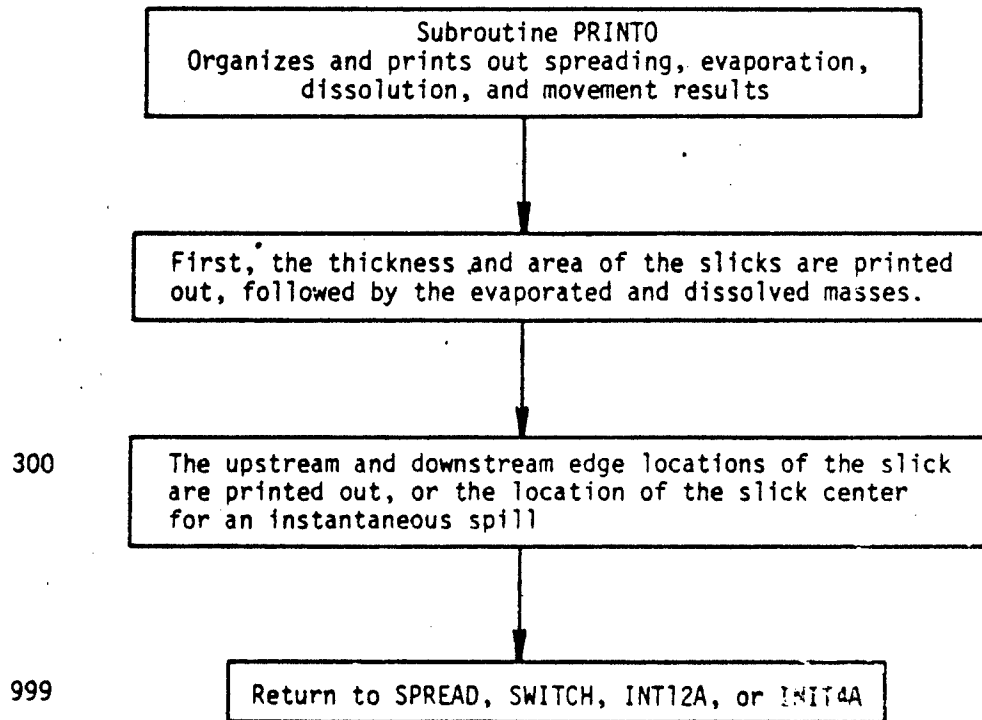 Subroutine PRINTO
Organizes and prints out spreading, evaporation,
dissolution, and movement results
First, the thickness and area of the slicks are printed
out, followed by the evaporated and dissolved masses.
300
The upstream and downstream edge locations of the slick
are printed out, or the location of the slick center
for an instantaneous spill
999
Return to SPREAD, SWITCH, INT12A, or